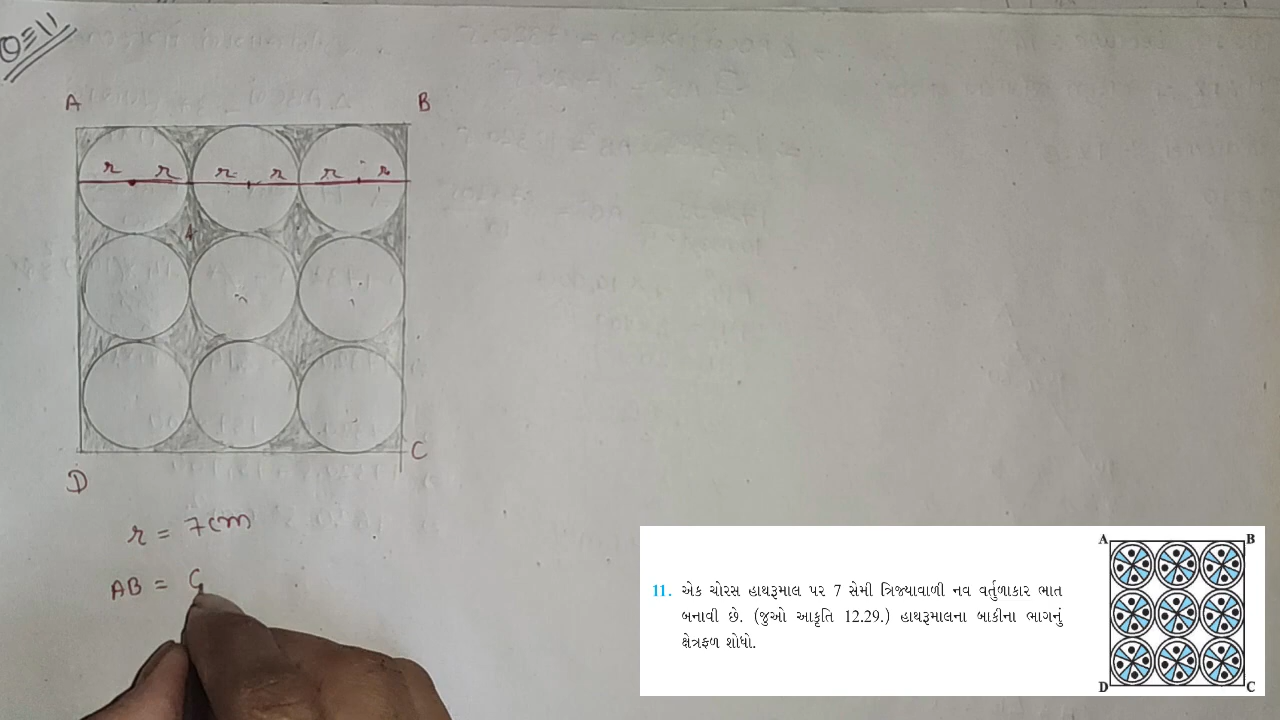 Q=11
A B
r r r r r r
D C
r = 7cm
AB =
11. એક ચોરસ હાથરૂમાલ પર 7 સેમી ત્રિજ્યાવાળી નવ વર્તુળાકાર ભાત
બનાવી છે. (જુઓ આકૃતિ 12.29.) હાથરૂમાલના બાકીના ભાગનું
ક્ષેત્રફળ શોધો.
A B
D C